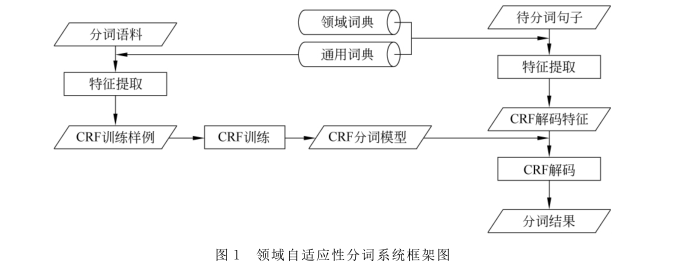 领域词典
待分词句子
分词语料
通用词典
特征提取
特征提取
CRF训练样例
CRF训练
CRF分词模型
CRF解码特征
CRF解码
分词结果
图1 领域自适应性分词系统框架图